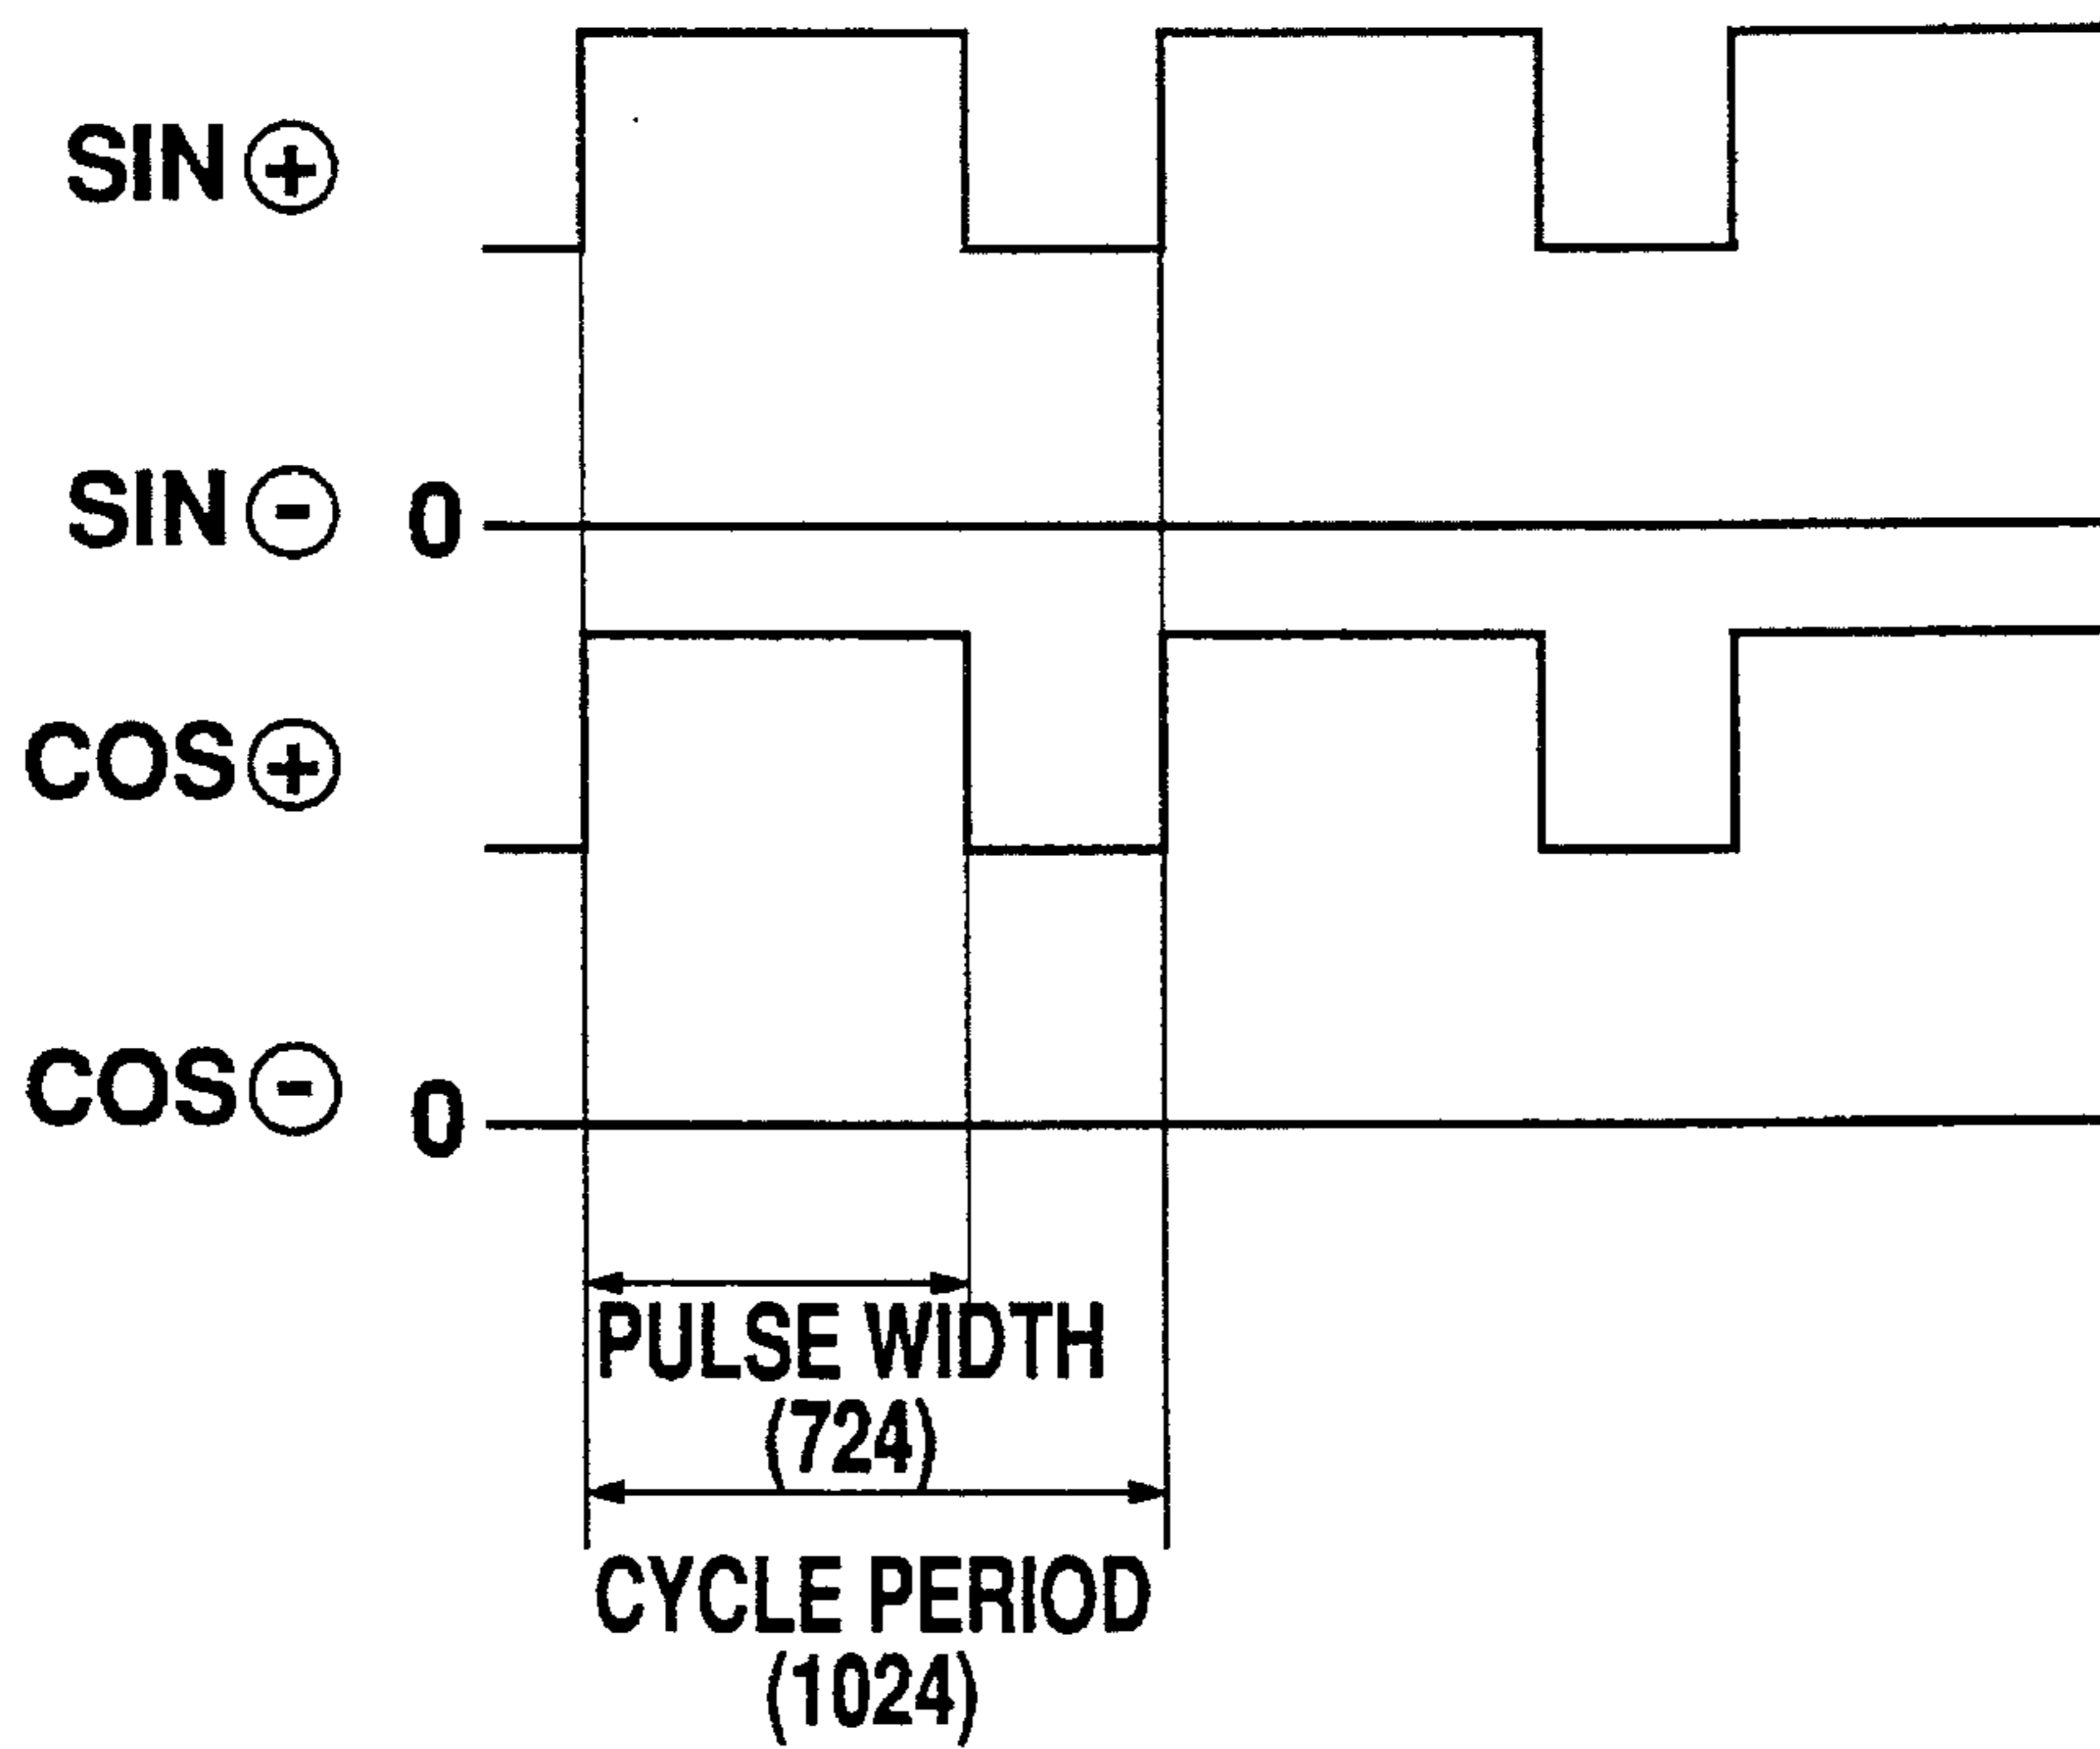 SIN⊕
SIN⊖ 0
COS⊕
COS⊖ 0
PULSE WIDTH
(724)
CYCLE PERIOD
(1024)